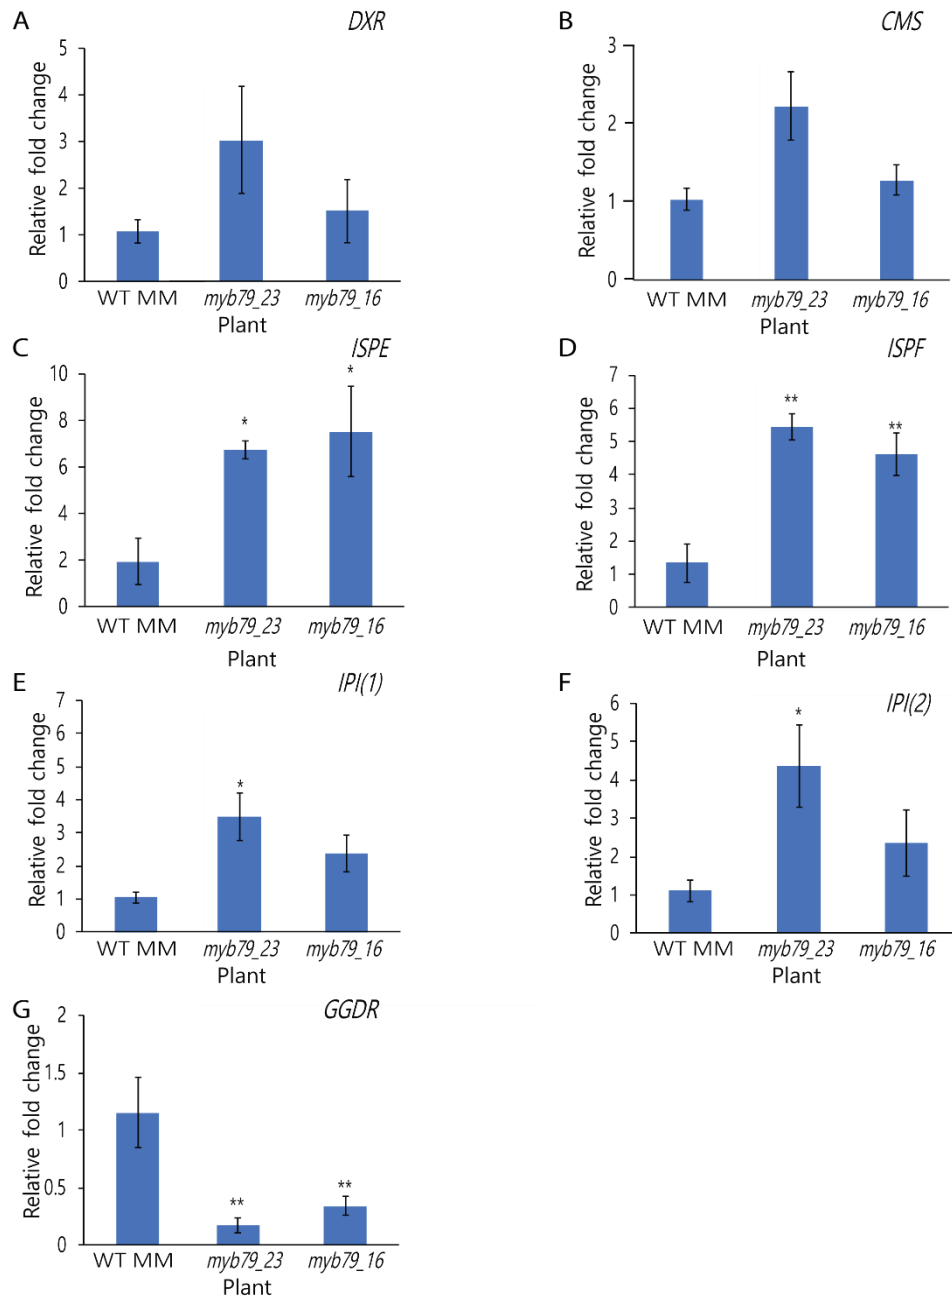 A
DXR
Relative fold change
5
4
3
2
1
0
WT MM
myb79_23
myb79_16
Plant
B
CMS
Relative fold change
3
2
1
0
WT MM
myb79_23
myb79_16
Plant
C
ISPE
Relative fold change
10
8
6
4
2
0
*
*
WT MM
myb79_23
myb79_16
Plant
D
ISPF
Relative fold change
7
6
5
4
3
2
1
0
**
**
WT MM
myb79_23
myb79_16
Plant
E
IPI(1)
Relative fold change
7
6
5
4
3
2
1
0
*
WT MM
myb79_23
myb79_16
Plant
F
IPI(2)
Relative fold change
6
5
4
3
2
1
0
*
WT MM
myb79_23
myb79_16
Plant
G
GGDR
Relative fold change
2
1.5
1
0.5
0
**
**
WT MM
myb79_23
myb79_16
Plant